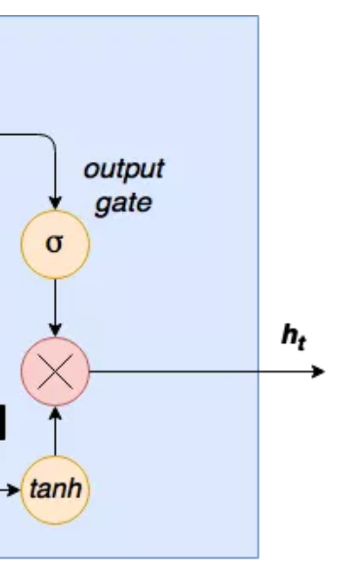 output
gate
σ
h_t
tanh